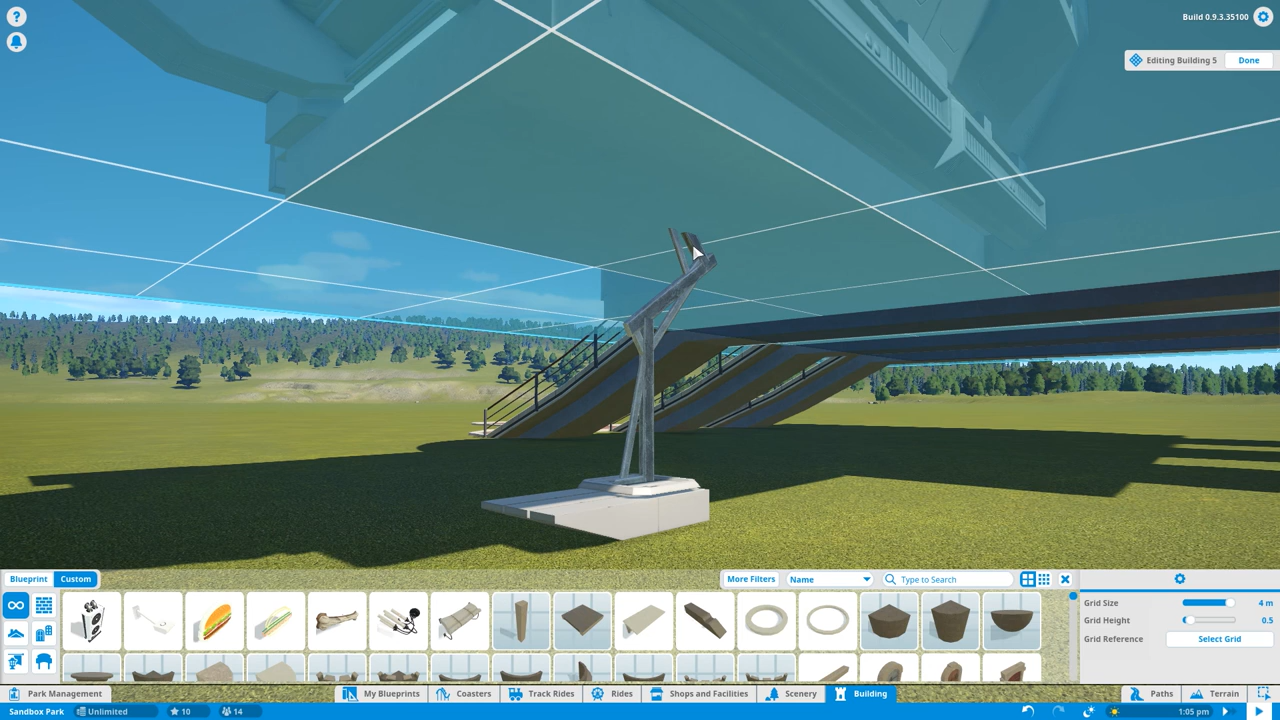 ?
Build 0.9.3.35100
Editing Building 5
Done
Blueprint
Custom
More Filters
Name
Type to Search
Grid Size
4 m
Grid Height
0.5
Grid Reference
Select Grid
Park Management
My Blueprints
Coasters
Track Rides
Rides
Shops and Facilities
Scenery
Building
Paths
Terrain
Sandbox Park
Unlimited
10
14
1:05 pm